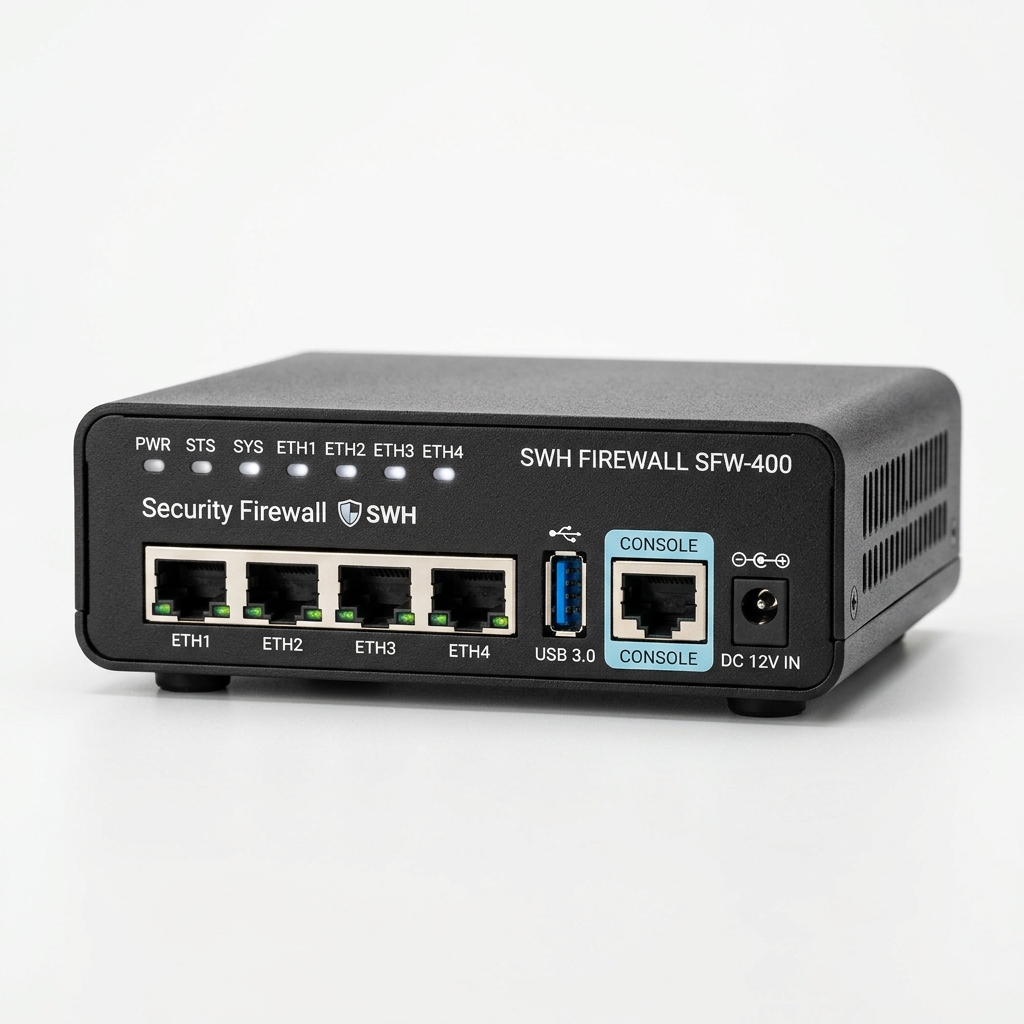 PWR STS SYS ETH1 ETH2 ETH3 ETH4
SWH FIREWALL SFW-400
Security Firewall SWH
CONSOLE
ETH1 ETH2 ETH3 ETH4
USB 3.0
CONSOLE
DC 12V IN